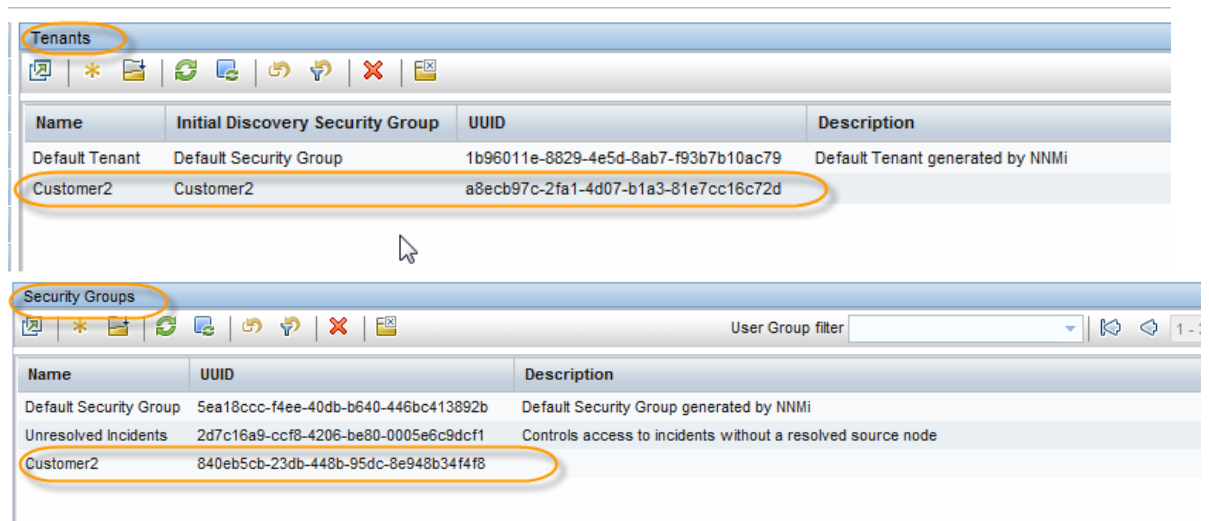 Tenants
Name Initial Discovery Security Group UUID Description
Default Tenant Default Security Group 1b96011e-8829-4e5d-8ab7-f93b7b10ac79 Default Tenant generated by NNMi
Customer2 Customer2 a8ecb97c-2fa1-4d07-b1a3-81e7cc16c72d
Security Groups
User Group filter 1 -
Name UUID Description
Default Security Group 5ea18ccc-f4ee-40db-b640-446bc413892b Default Security Group generated by NNMi
Unresolved Incidents 2d7c16a9-ccf8-4206-be80-0005e6c9dcf1 Controls access to incidents without a resolved source node
Customer2 840eb5cb-23db-448b-95dc-8e948b34f4f8